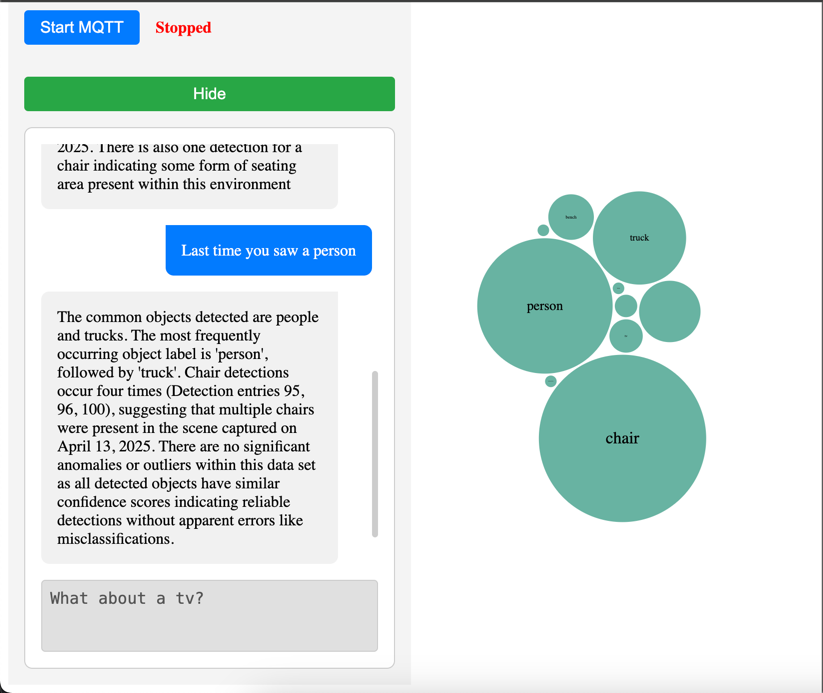 Start MQTT Stopped
Hide
2025. There is also one detection for a
chair indicating some form of seating
area present within this environment
Last time you saw a person
The common objects detected are people
and trucks. The most frequently
occurring object label is 'person',
followed by 'truck'. Chair detections
occur four times (Detection entries 95,
96, 100), suggesting that multiple chairs
were present in the scene captured on
April 13, 2025. There are no significant
anomalies or outliers within this data set
as all detected objects have similar
confidence scores indicating reliable
detections without apparent errors like
misclassifications.
What about a tv?
bench
truck
person
chair